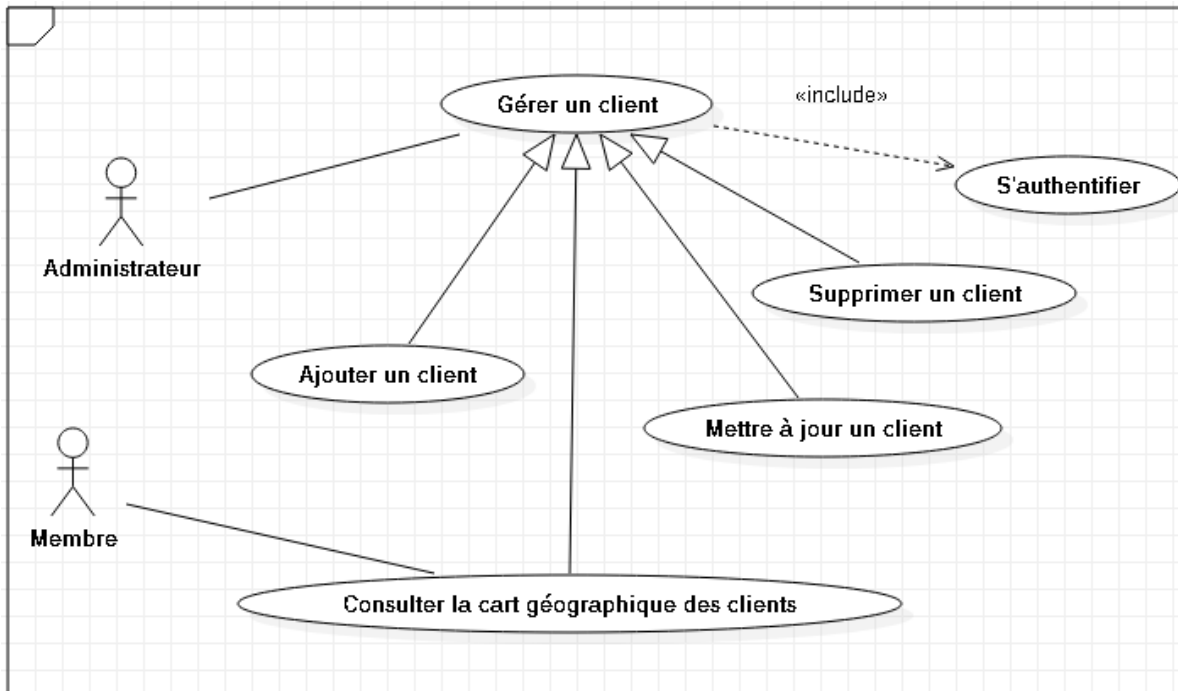 Gérer un client
«include»
S'authentifier
Administrateur
Supprimer un client
Ajouter un client
Mettre à jour un client
Membre
Consulter la cart géographique des clients